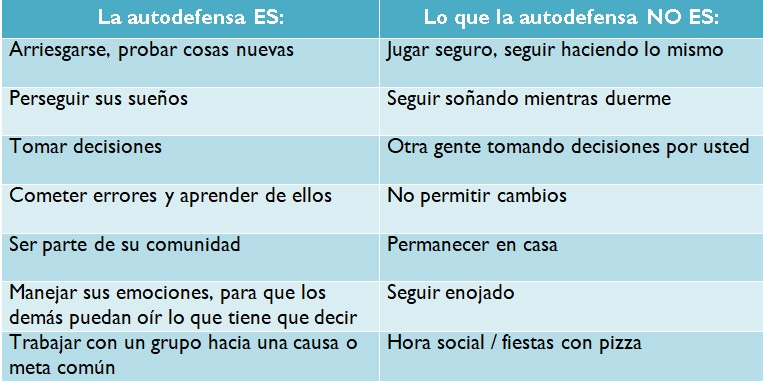 La autodefensa ES:
Lo que la autodefensa NO ES:
Arriesgarse, probar cosas nuevas
Jugar seguro, seguir haciendo lo mismo
Perseguir sus sueños
Seguir soñando mientras duerme
Tomar decisiones
Otra gente tomando decisiones por usted
Cometer errores y aprender de ellos
No permitir cambios
Ser parte de su comunidad
Permanecer en casa
Manejar sus emociones, para que los
demás puedan oír lo que tiene que decir
Seguir enojado
Trabajar con un grupo hacia una causa o
meta común
Hora social / fiestas con pizza